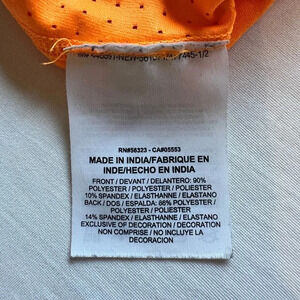 RN#56323 - CA#05553
MADE IN INDIA/FABRIQUE EN
INDE/HECHO EN INDIA
FRONT / DEVANT / DELANTERO: 90%
POLYESTER / POLYESTER / POLIESTER
10% SPANDEX / ELASTHANNE / ELASTANO
BACK / DOS / ESPALDA: 86% POLYESTER /
POLYESTER / POLIESTER
14% SPANDEX / ELASTHANNE / ELASTANO
EXCLUSIVE OF DECORATION / DECORATION
NON COMPRISE / NO INCLUYE LA
DECORACION